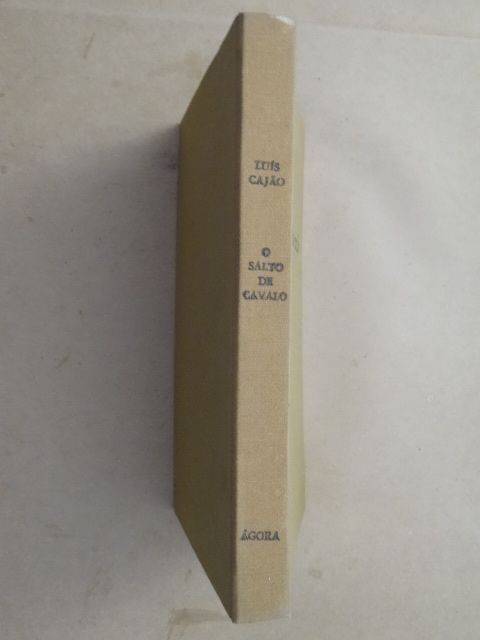 LUÍS
CAJÃO
O
SALTO
DE
CAVALO
ÁGORA